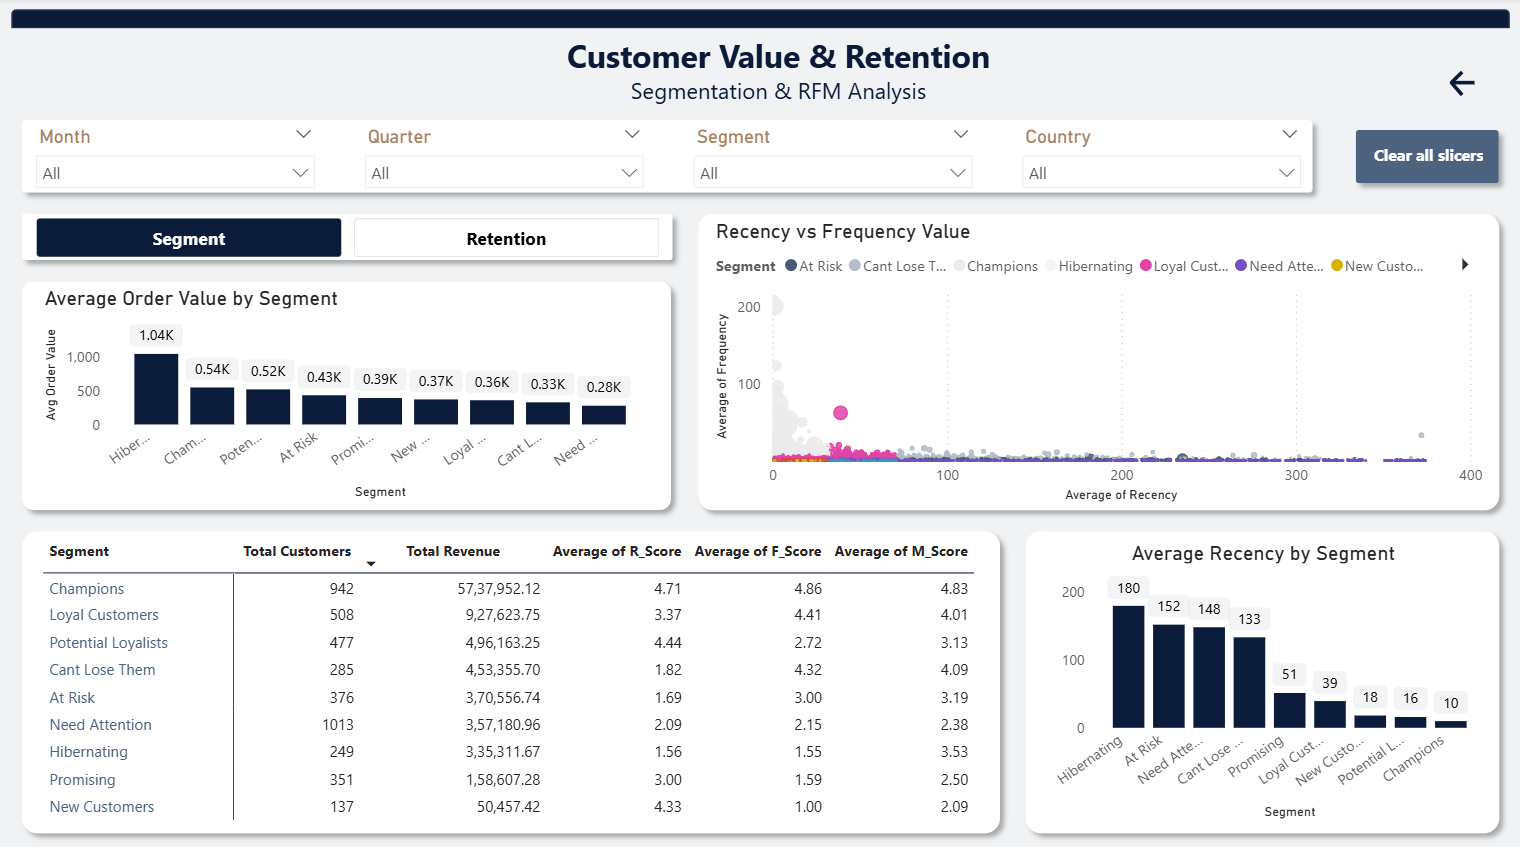 Customer Value & Retention
Segmentation & RFM Analysis
Month
Quarter
Segment
Country
All
All
All
All
Clear all slicers
Segment
Retention
Average Order Value by Segment
Avg Order Value
1,000
500
0
1.04K
0.54K
0.52K
0.43K
0.39K
0.37K
0.36K
0.33K
0.28K
Hiber...
Cham...
Poten...
At Risk
Promi...
New ...
Loyal ...
Cant L...
Need ...
Segment
Recency vs Frequency Value
Segment At Risk Cant Lose T... Champions Hibernating Loyal Cust... Need Atte... New Custo...
Average of Frequency
200
100
0 100 200 300 400
Average of Recency
Segment Total Customers Total Revenue Average of R_Score Average of F_Score Average of M_Score
Champions 942 57,37,952.12 4.71 4.86 4.83
Loyal Customers 508 9,27,623.75 3.37 4.41 4.01
Potential Loyalists 477 4,96,163.25 4.44 2.72 3.13
Cant Lose Them 285 4,53,355.70 1.82 4.32 4.09
At Risk 376 3,70,556.74 1.69 3.00 3.19
Need Attention 1013 3,57,180.96 2.09 2.15 2.38
Hibernating 249 3,35,311.67 1.56 1.55 3.53
Promising 351 1,58,607.28 3.00 1.59 2.50
New Customers 137 50,457.42 4.33 1.00 2.09
Average Recency by Segment
200
100
0
180
152
148
133
51
39
18
16
10
Hibernating
At Risk
Need Atte...
Cant Lose ...
Promising
Loyal Cust...
New Custo...
Potential L...
Champions
Segment